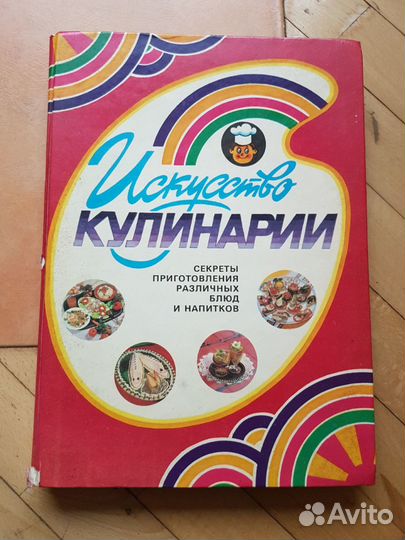 Искусство
КУЛИНАРИИ
СЕКРЕТЫ
ПРИГОТОВЛЕНИЯ
РАЗЛИЧНЫХ
БЛЮД
И НАПИТКОВ
Avito